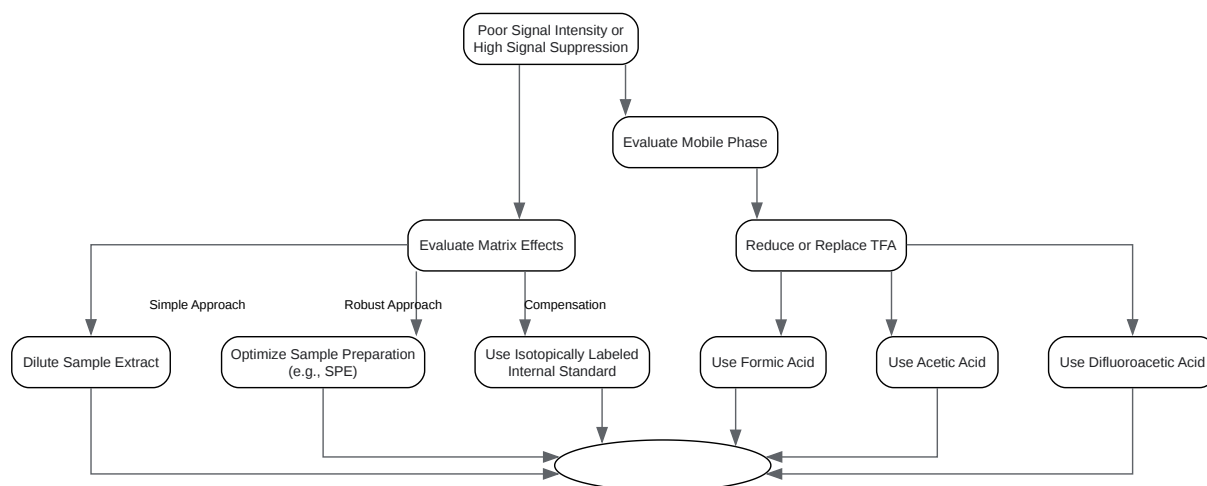 Poor Signal Intensity or
High Signal Suppression
Evaluate Mobile Phase
Evaluate Matrix Effects
Reduce or Replace TFA
Simple Approach
Robust Approach
Compensation
Dilute Sample Extract
Optimize Sample Preparation
(e.g., SPE)
Use Isotopically Labeled
Internal Standard
Use Formic Acid
Use Acetic Acid
Use Difluoroacetic Acid